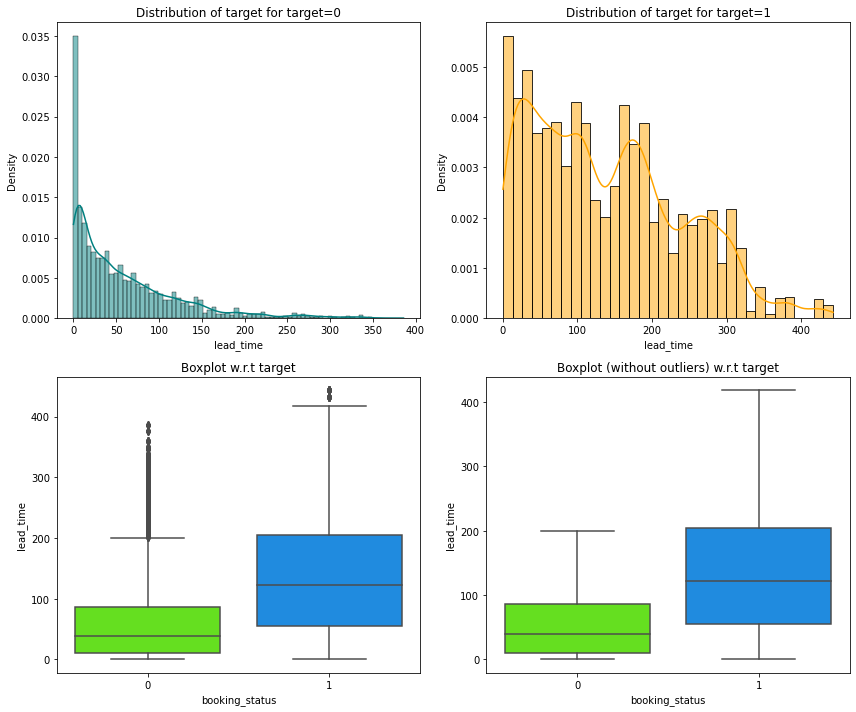 Distribution of target for target=0
0.035
0.030
0.025
0.020
0.015
0.010
0.005
0.000
Density
0 50 100 150 200 250 300 350 400
lead_time
Distribution of target for target=1
0.005
0.004
0.003
0.002
0.001
0.000
Density
0 100 200 300 400
lead_time
Boxplot w.r.t target
400
300
200
100
0
lead_time
0 1
booking_status
Boxplot (without outliers) w.r.t target
400
300
200
100
0
lead_time
0 1
booking_status